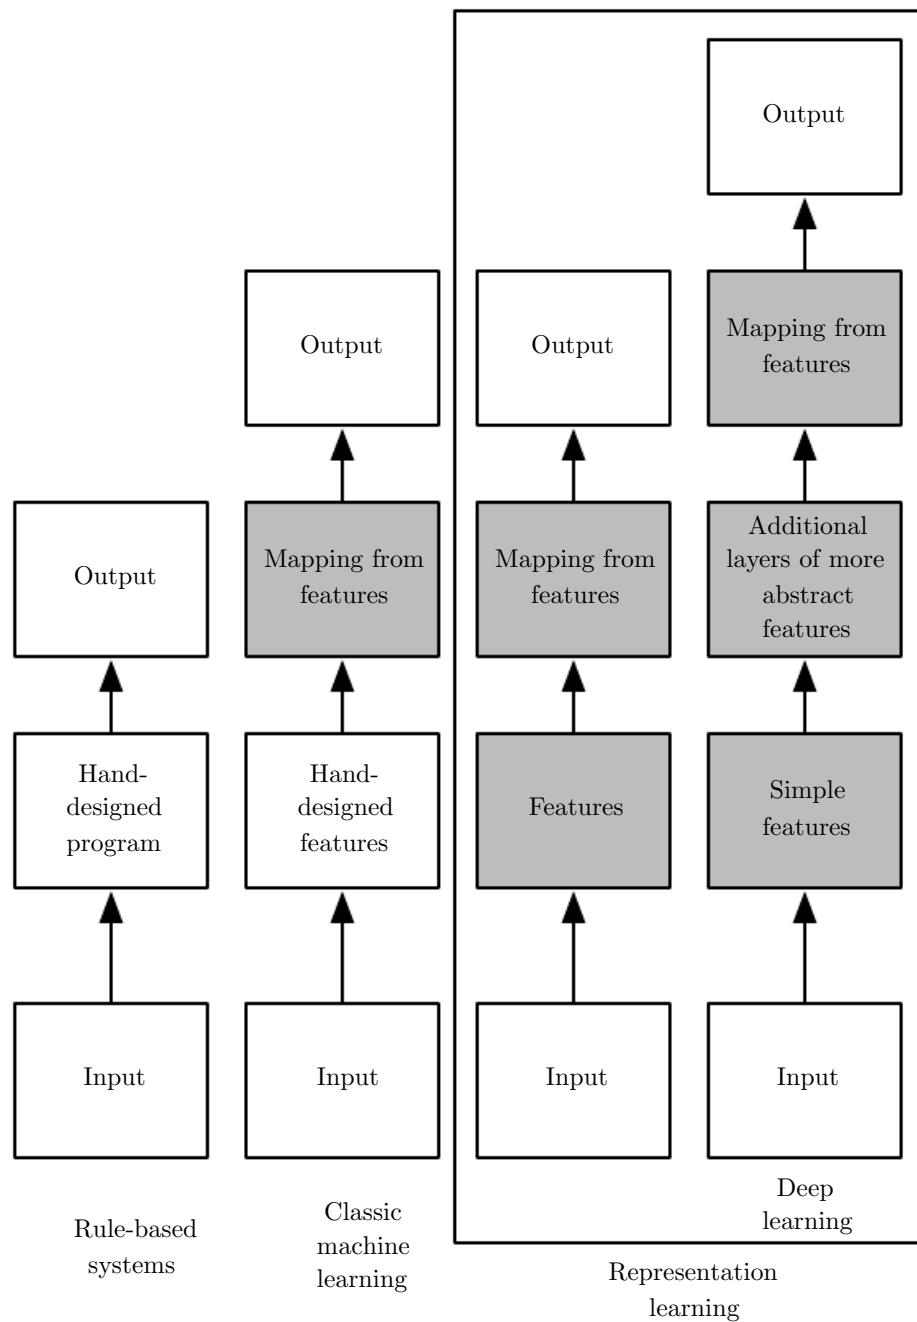 Output
Hand-
designed
program
Input
Rule-based
systems
Output
Mapping from
features
Hand-
designed
features
Input
Classic
machine
learning
Output
Mapping from
features
Features
Input
Output
Mapping from
features
Additional
layers of more
abstract
features
Simple
features
Input
Deep
learning
Representation
learning